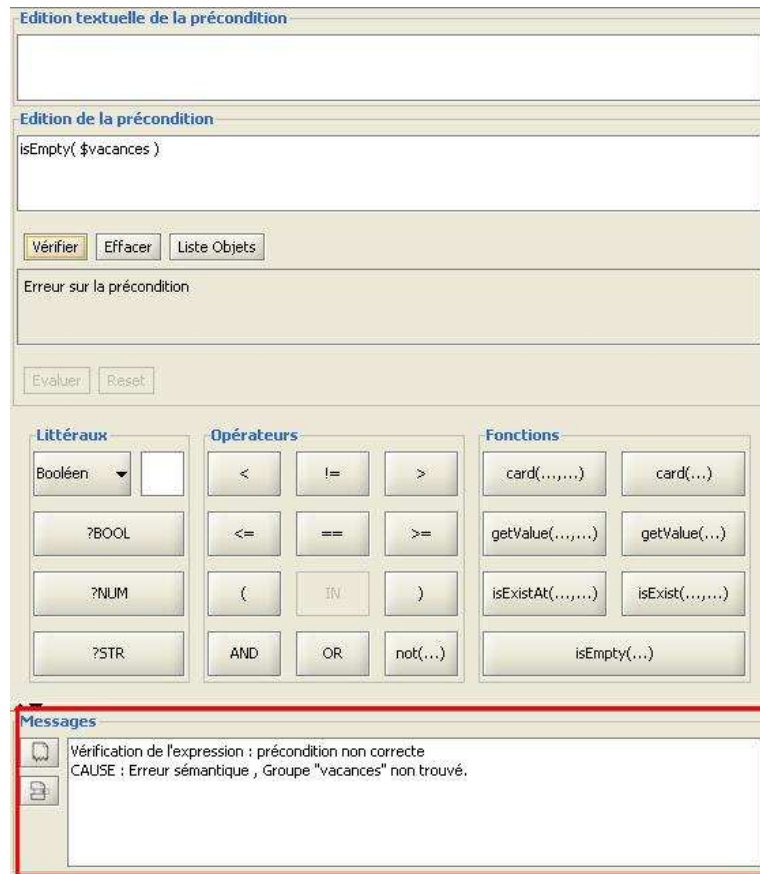 Edition textuelle de la précondition
Edition de la précondition
isEmpty( $vacances )
Vérifier Effacer Liste Objets
Erreur sur la précondition
Evaluer Reset
Littéraux Opérateurs Fonctions
Booléen < != > card(...,...) card(...)
?BOOL <= == >= getValue(...,...) getValue(...)
?NUM ( IN ) isExistAt(...,...) isExist(...,...)
?STR AND OR not(...) isEmpty(...)
Messages
Vérification de l'expression : précondition non correcte
CAUSE : Erreur sémantique , Groupe "vacances" non trouvé.